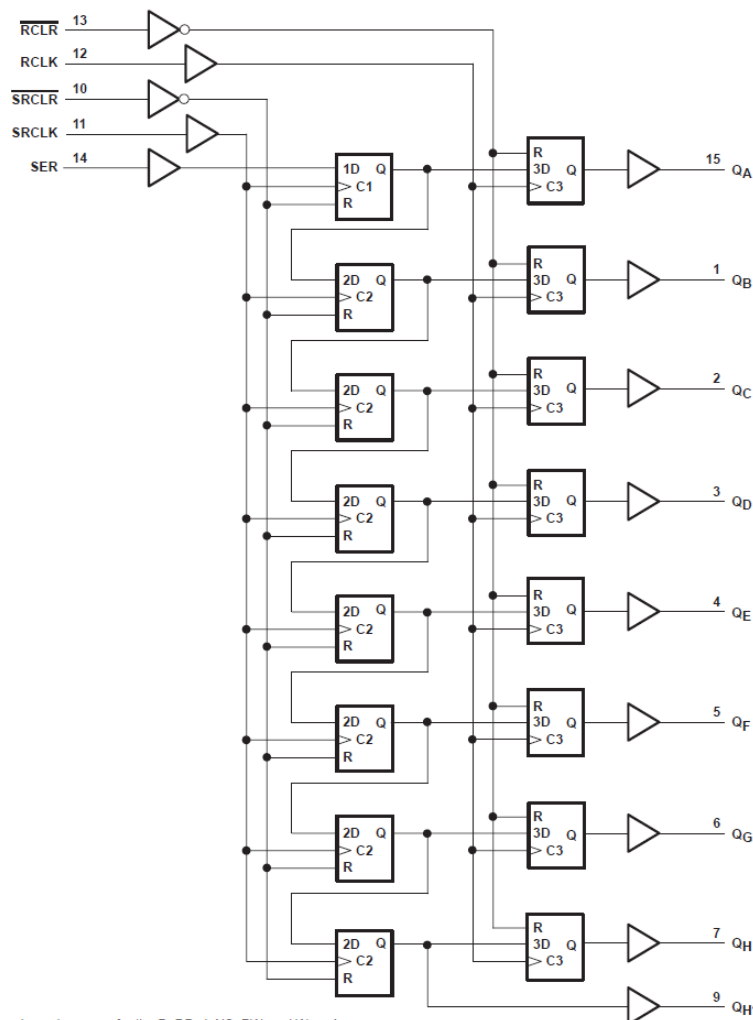 RCLR 13
RCLK 12
SRCLR 10
SRCLK 11
SER 14
1D Q
C1
R
R
3D Q
C3
15 QA
2D Q
C2
R
R
3D Q
C3
1 QB
2D Q
C2
R
R
3D Q
C3
2 QC
2D Q
C2
R
R
3D Q
C3
3 QD
2D Q
C2
R
R
3D Q
C3
4 QE
2D Q
C2
R
R
3D Q
C3
5 QF
2D Q
C2
R
R
3D Q
C3
6 QG
2D Q
C2
R
R
3D Q
C3
7 QH
9 QH